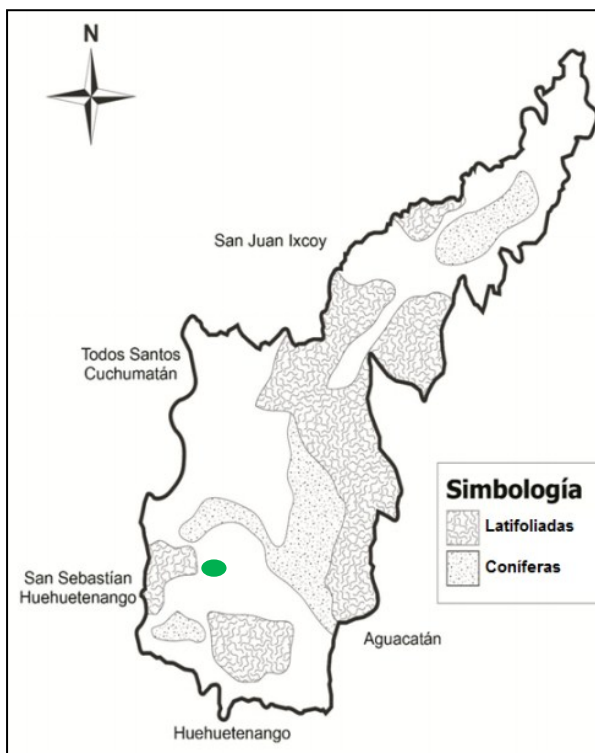 N
San Juan Ixcoy
Todos Santos
Cuchumatán
Simbología
Latifoliadas
Coníferas
San Sebastían
Huehuetenango
Aguacatán
Huehuetenango